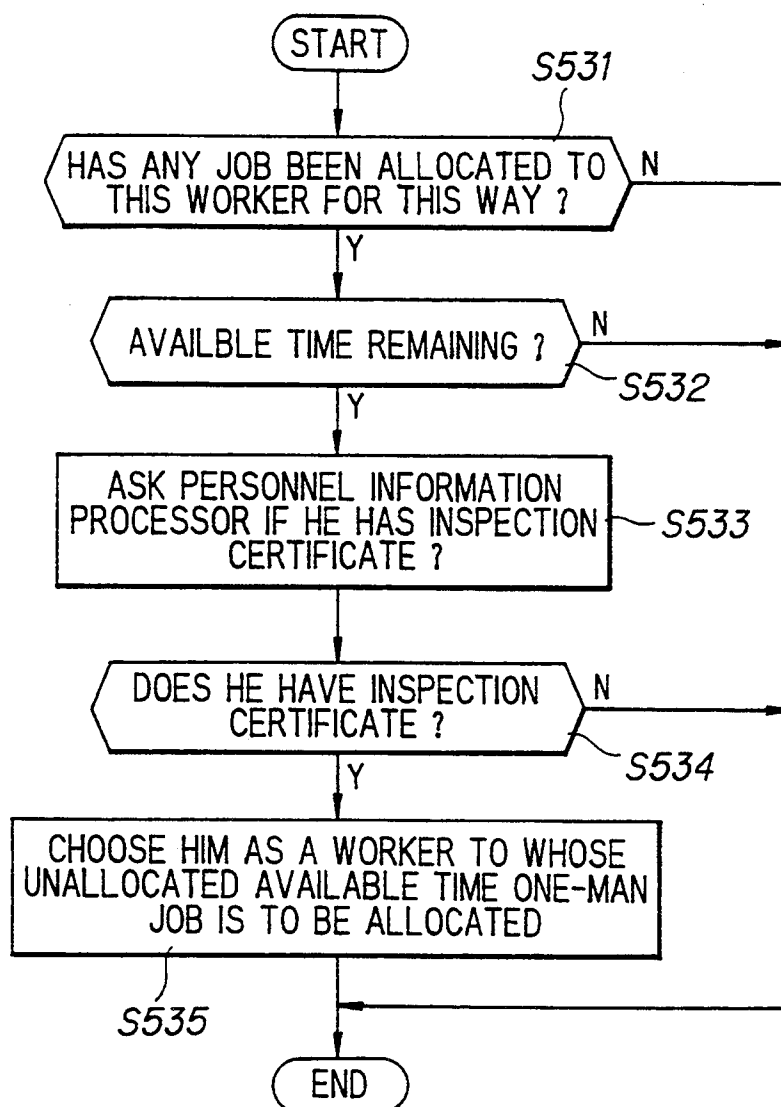 START
S531
HAS ANY JOB BEEN ALLOCATED TO
THIS WORKER FOR THIS WAY ?
N
Y
AVAILBLE TIME REMAINING ?
N
S532
Y
ASK PERSONNEL INFORMATION
PROCESSOR IF HE HAS INSPECTION
CERTIFICATE ?
S533
DOES HE HAVE INSPECTION
CERTIFICATE ?
N
S534
Y
CHOOSE HIM AS A WORKER TO WHOSE
UNALLOCATED AVAILABLE TIME ONE-MAN
JOB IS TO BE ALLOCATED
S535
END